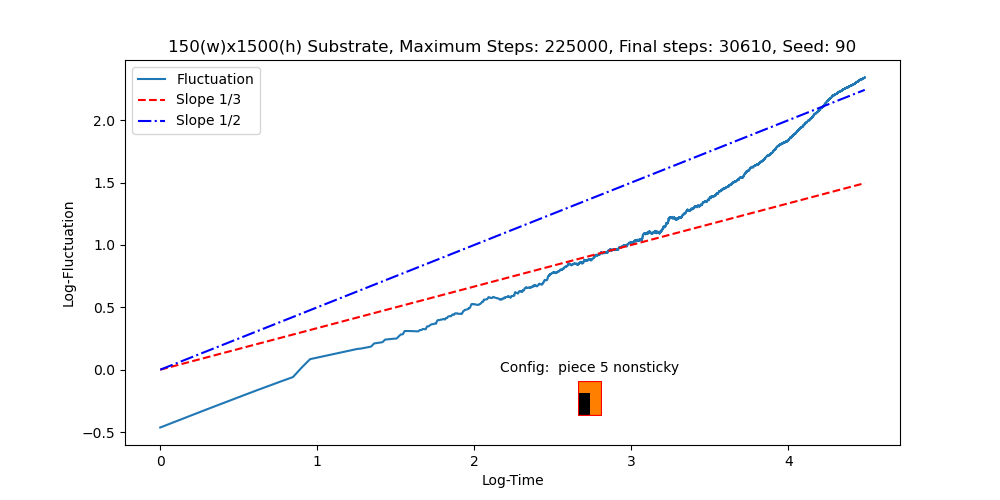 150(w)x1500(h) Substrate, Maximum Steps: 225000, Final steps: 30610, Seed: 90
Fluctuation
Slope 1/3
Slope 1/2
2.0
1.5
1.0
0.5
0.0
−0.5
Log-Fluctuation
Config:  piece 5 nonsticky
0 1 2 3 4
Log-Time